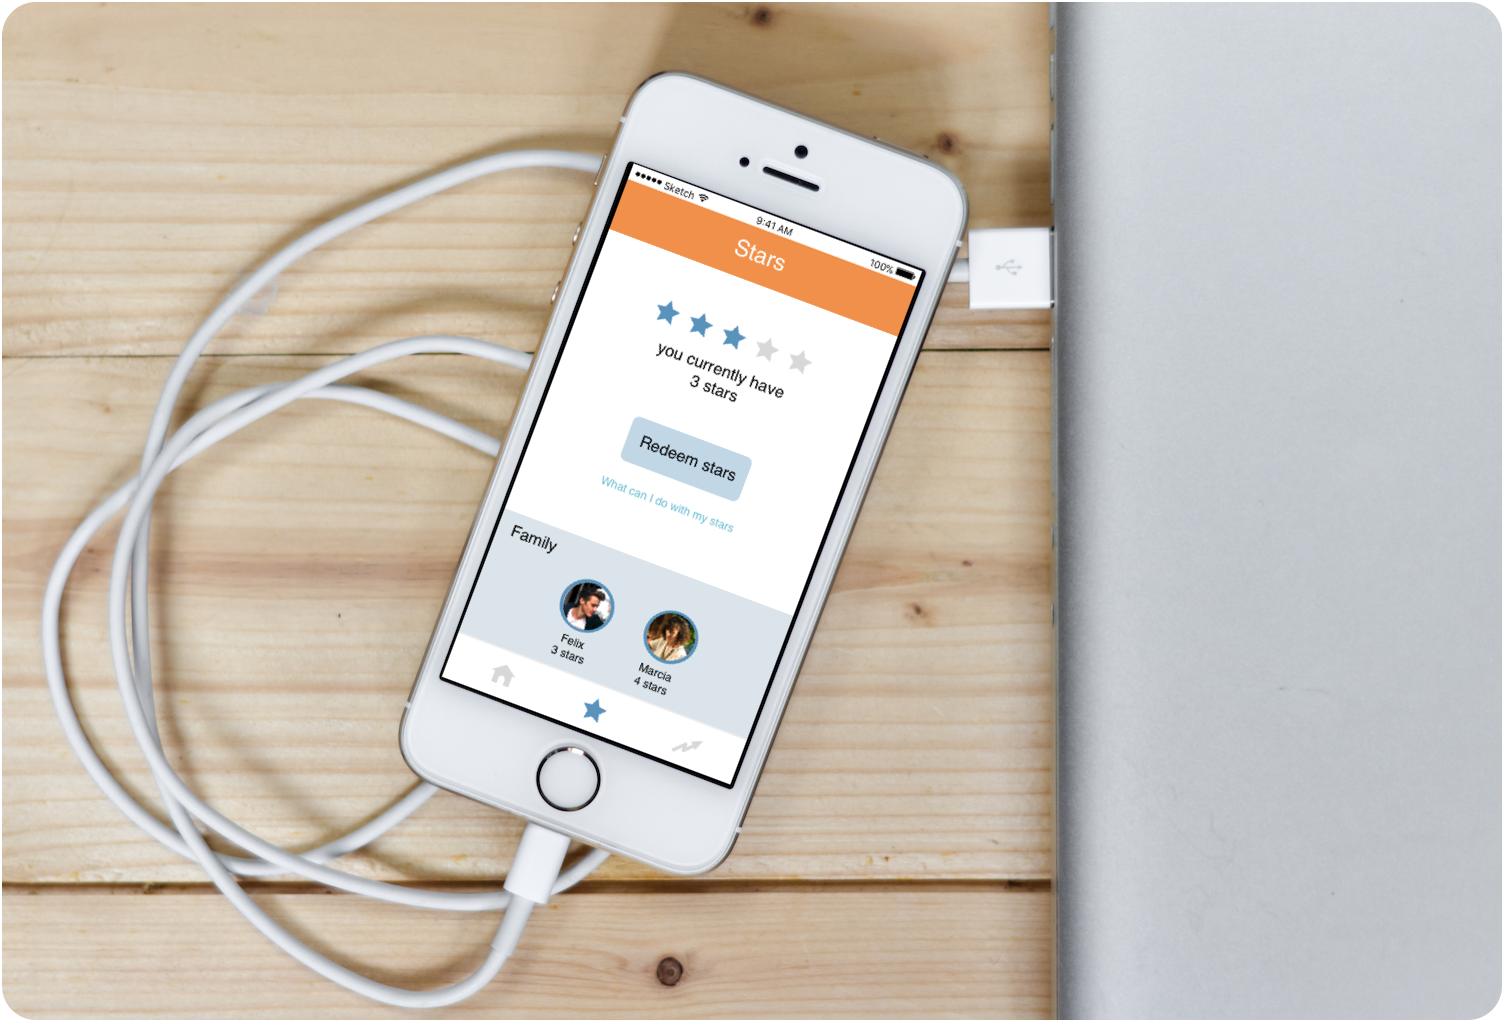 Sketch
9:41 AM
100%
Stars
you currently have
3 stars
Redeem stars
What can I do with my stars
Family
Felix
3 stars
Marcia
4 stars